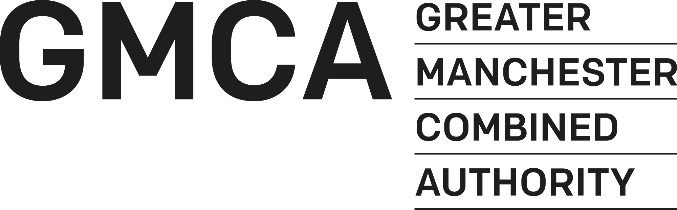 GMCA
GREATER
MANCHESTER
COMBINED
AUTHORITY